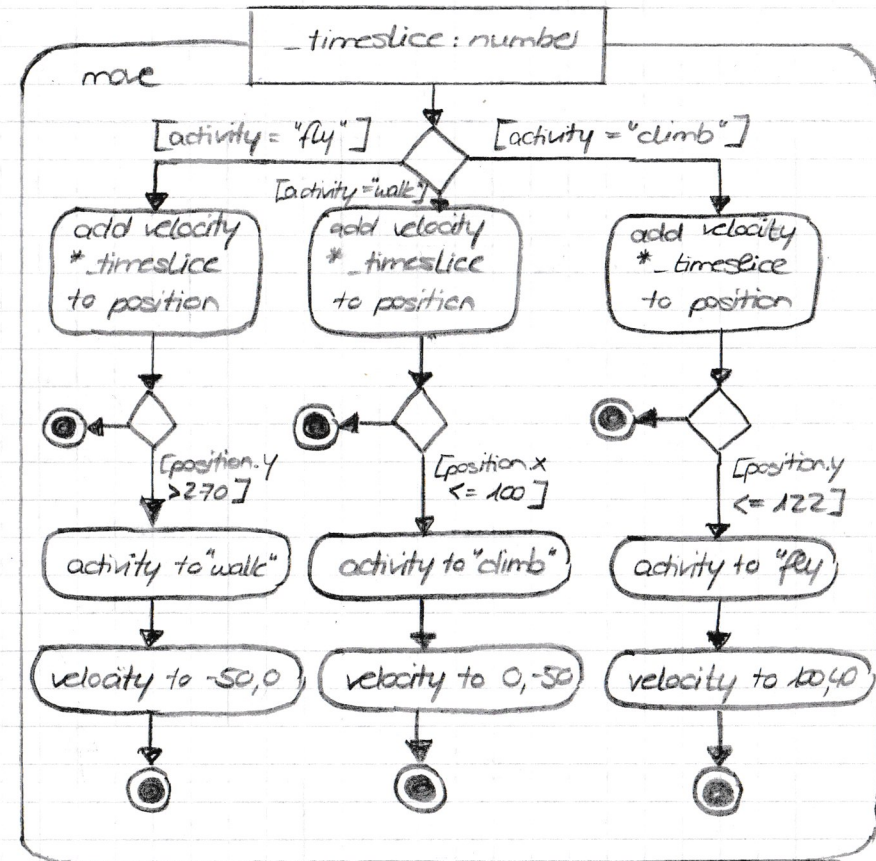 _timeslice: number
move
[activity = "fly"]
[activity = "climb"]
[activity="walk"]
add velocity
*_timeslice
to position
add velocity
*_timeslice
to position
add velocity
*_timeslice
to position
[position.y
>270]
[position.x
<= 100]
[position.y
<= 122]
activity to "walk"
activity to "climb"
activity to "fly
velocity to -50,0
velocity to 0,-50
velocity to 100,40